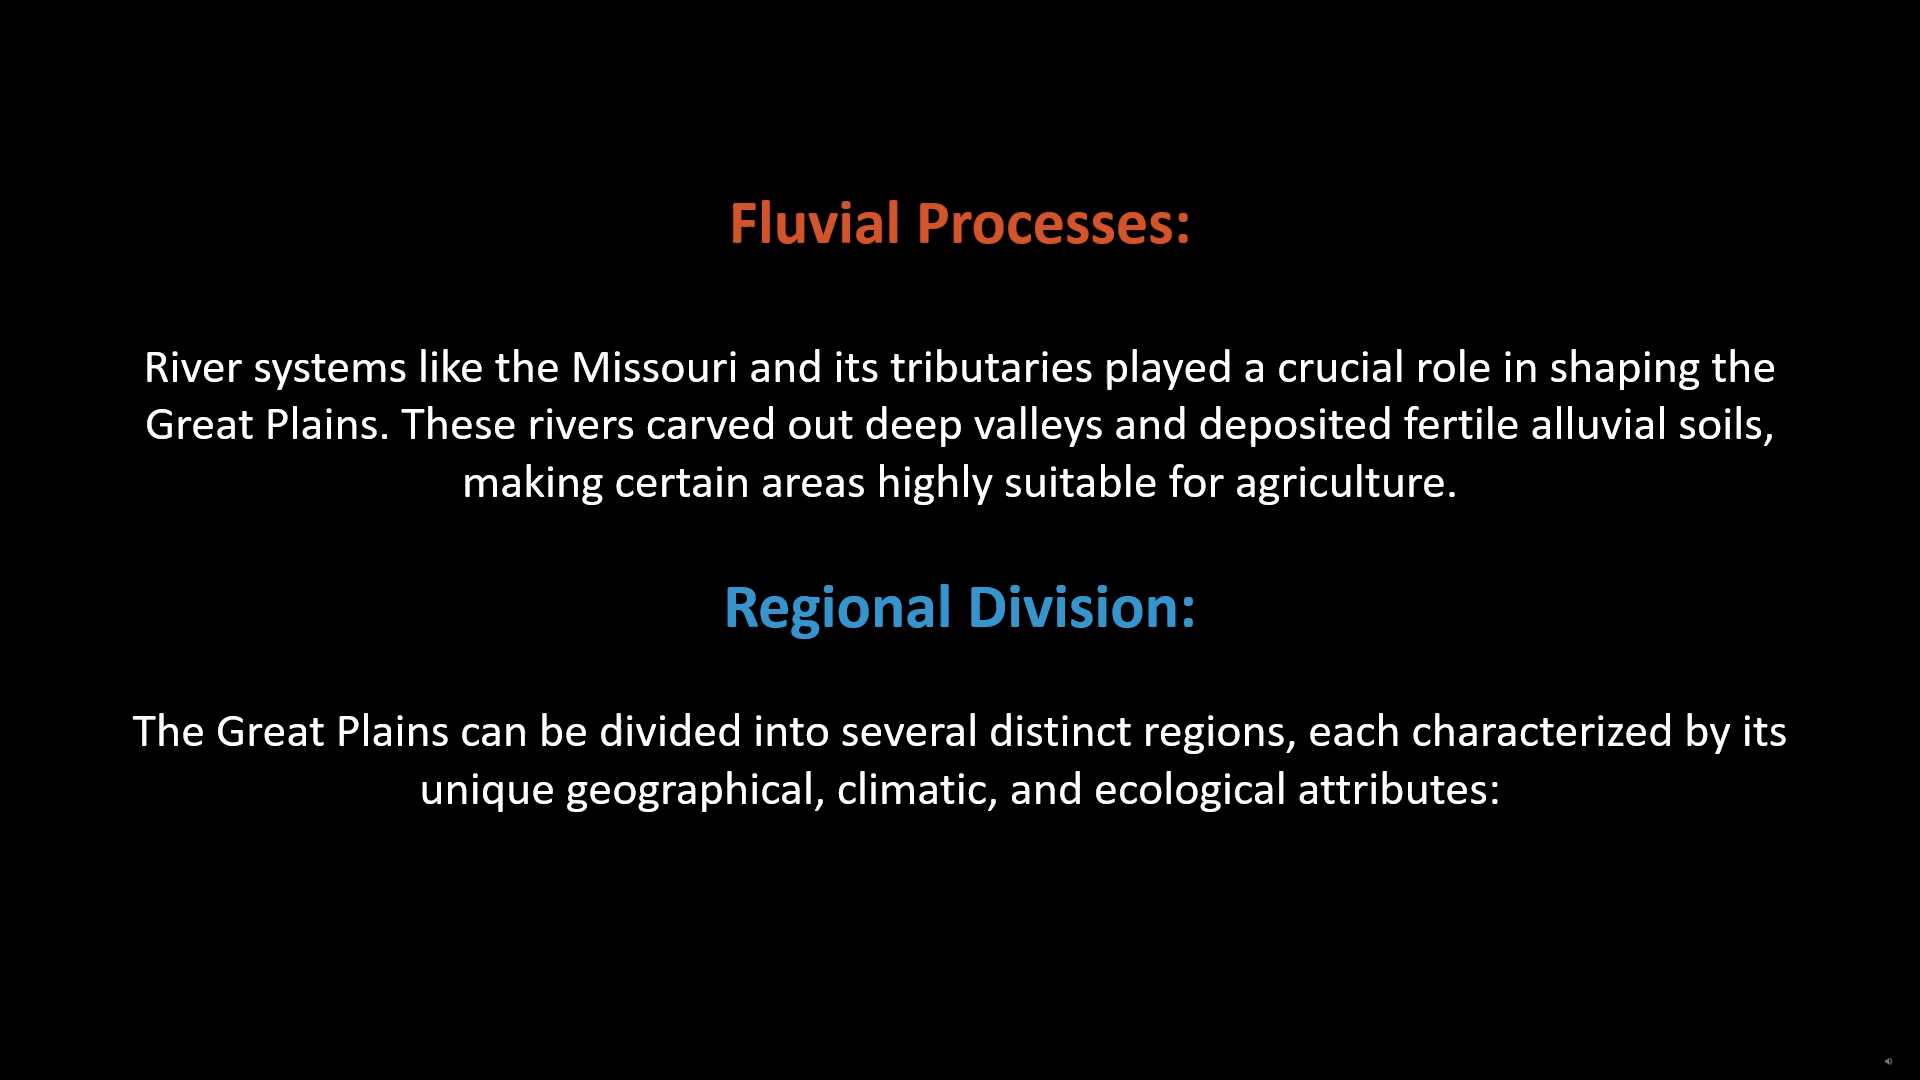 Fluvial Processes:
River systems like the Missouri and its tributaries played a crucial role in shaping the
Great Plains. These rivers carved out deep valleys and deposited fertile alluvial soils,
making certain areas highly suitable for agriculture.
Regional Division:
The Great Plains can be divided into several distinct regions, each characterized by its
unique geographical, climatic, and ecological attributes: